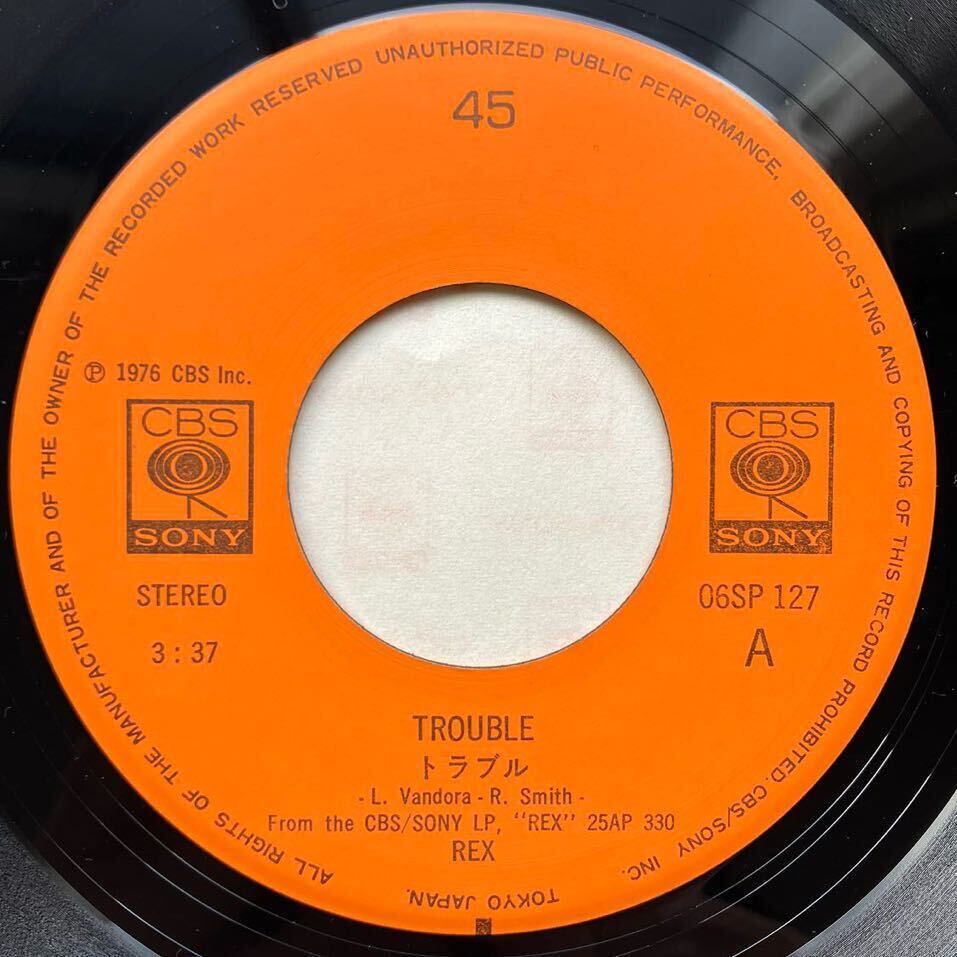 ALL RIGHTS OF THE MANUFACTURER AND OF THE OWNER OF THE RECORDED WORK RESERVED UNAUTHORIZED PUBLIC PERFORMANCE, BROADCASTING AND COPYING OF THIS RECORD PROHIBITED. CBS/SONY INC. TOKYO JAPAN.
45
Ⓟ 1976 CBS Inc.
CBS
SONY
CBS
SONY
STEREO
06SP 127
3:37
A
TROUBLE
トラブル
- L. Vandora - R. Smith -
From the CBS/SONY LP, "REX" 25AP 330
REX